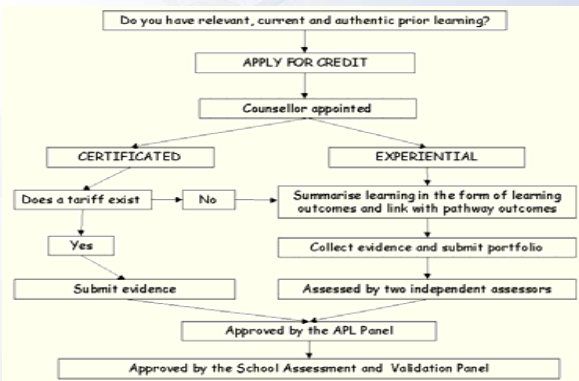 Do you have relevant, current and authentic prior learning?
APPLY FOR CREDIT
Counsellor appointed
CERTIFICATED
EXPERIENTIAL
Does a tariff exist
No
Summarise learning in the form of learning
outcomes and link with pathway outcomes
Yes
Collect evidence and submit portfolio
Submit evidence
Assessed by two independent assessors
Approved by the APL Panel
Approved by the School Assessment and Validation Panel